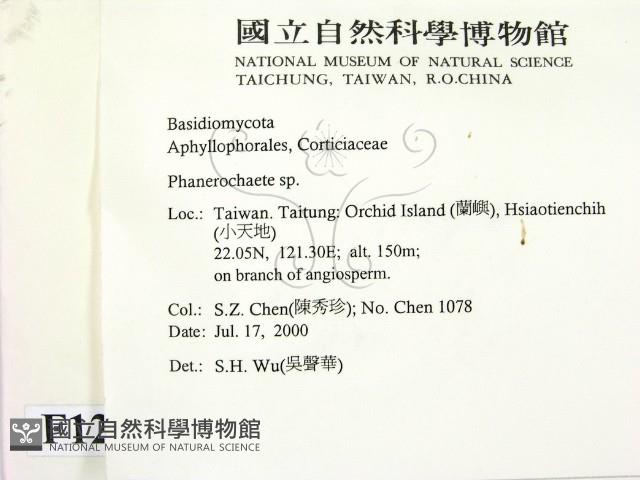 國立自然科學博物館
NATIONAL MUSEUM OF NATURAL SCIENCE
TAICHUNG, TAIWAN, R.O.CHINA
Basidiomycota
Aphyllophorales, Corticiaceae
Phanerochaete sp.
Loc.: Taiwan. Taitung: Orchid Island (蘭嶼), Hsiaotienchih
(小天地)
22.05N, 121.30E; alt. 150m;
on branch of angiosperm.
Col.: S.Z. Chen(陳秀珍); No. Chen 1078
Date: Jul. 17, 2000
Det.: S.H. Wu(吳聲華)
F12
國立自然科學博物館
NATIONAL MUSEUM OF NATURAL SCIENCE